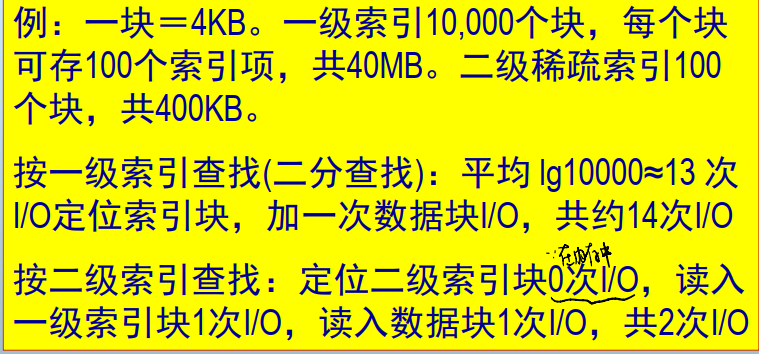 例：一块＝4KB。一级索引10,000个块，每个块
可存100个索引项，共40MB。二级稀疏索引100
个块，共400KB。
按一级索引查找(二分查找)：平均 lg10000≈13 次
I/O定位索引块，加一次数据块I/O，共约14次I/O
∵在内存中
按二级索引查找：定位二级索引块0次I/O，读入
一级索引块1次I/O，读入数据块1次I/O，共2次I/O